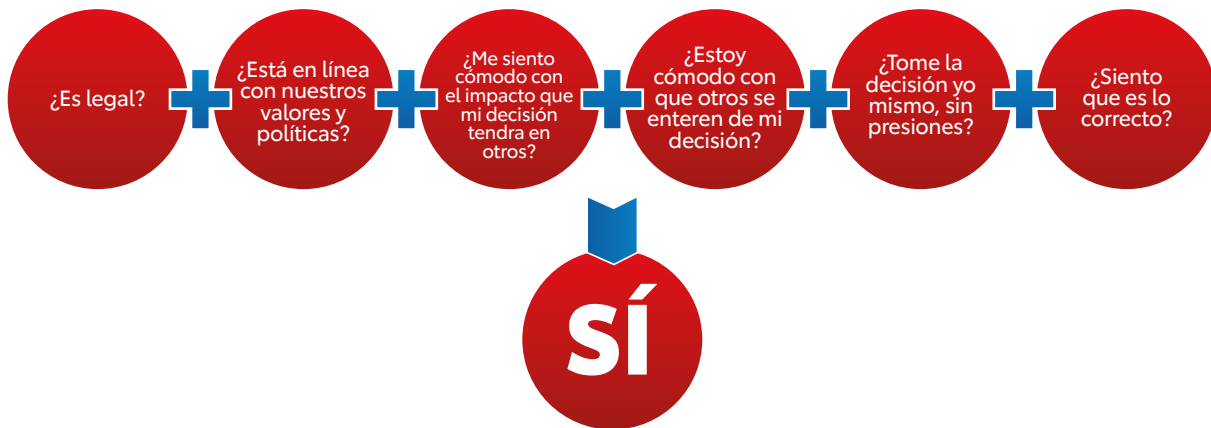 ¿Es legal?
¿Está en línea
con nuestros
valores y
políticas?
¿Me siento
cómodo con
el impacto que
mi decisión
tendra en
otros?
¿Estoy
cómodo con
que otros se
enteren de mi
decisión?
¿Tome la
decisión yo
mismo, sin
presiones?
¿Siento
que es lo
correcto?
SÍ